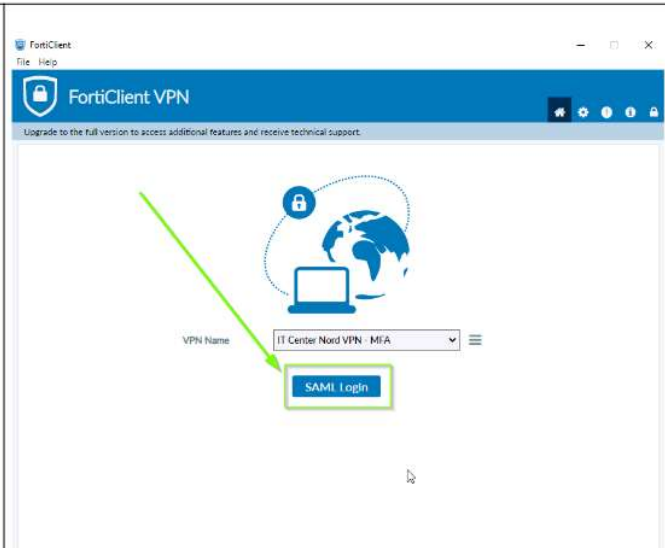 FortiClient
File Help
FortiClient VPN
Upgrade to the full version to access additional features and receive technical support.
VPN Name
IT Center Nord VPN - MFA
SAML Login